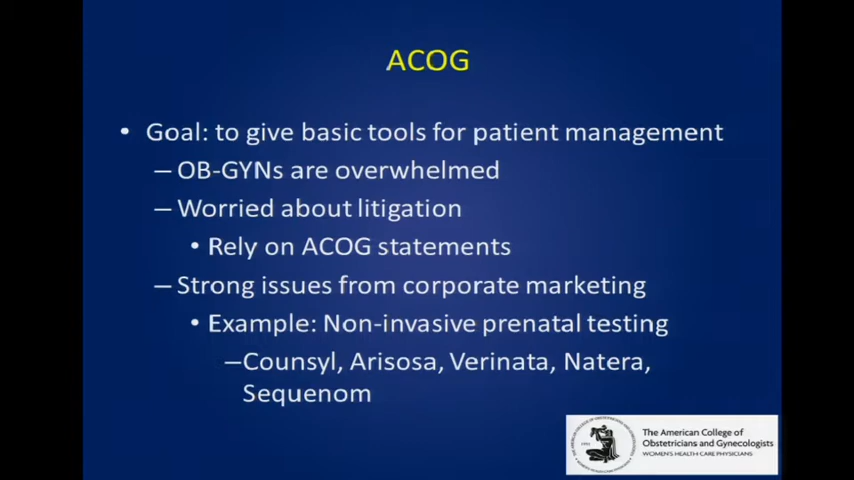 ACOG
• Goal: to give basic tools for patient management
– OB-GYNs are overwhelmed
– Worried about litigation
• Rely on ACOG statements
– Strong issues from corporate marketing
• Example: Non-invasive prenatal testing
–Counsyl, Arisosa, Verinata, Natera,
Sequenom
The American College of
Obstetricians and Gynecologists
WOMEN'S HEALTH CARE PHYSICIANS